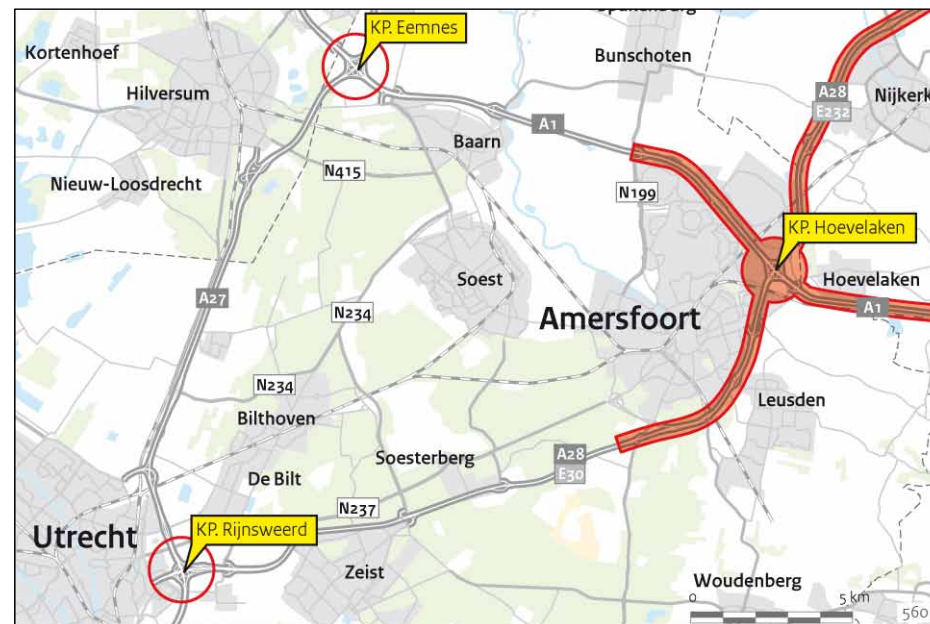 KP. Eemnes
Spakenburg
Kortenhoef
Bunschoten
Hilversum
A28
E232
Nijkerk
A1
Baarn
Nieuw-Loosdrecht
N415
N199
KP. Hoevelaken
Soest
Hoevelaken
A27
A1
N234
Amersfoort
N234
Bilthoven
Leusden
Soesterberg
A28
E30
De Bilt
N237
Utrecht
KP. Rijnsweerd
Zeist
Woudenberg
0
5 km
560